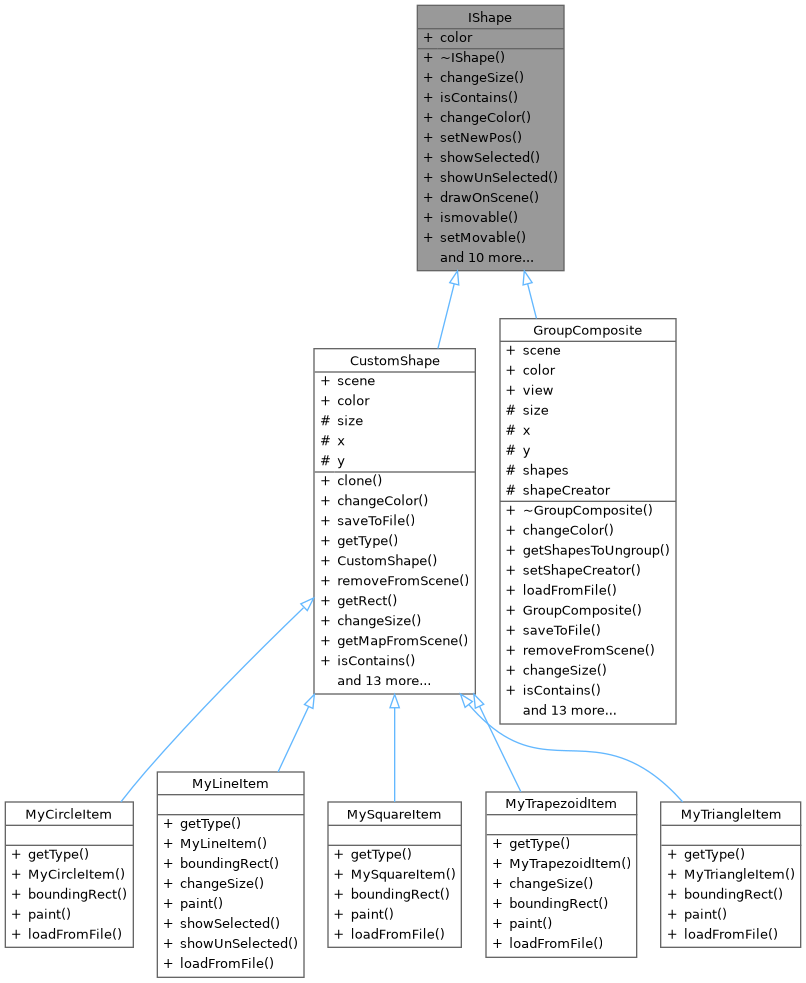 IShape
+ color
+ ~IShape()
+ changeSize()
+ isContains()
+ changeColor()
+ setNewPos()
+ showSelected()
+ showUnSelected()
+ drawOnScene()
+ ismovable()
+ setMovable()
and 10 more...
CustomShape
+ scene
+ color
# size
# x
# y
+ clone()
+ changeColor()
+ saveToFile()
+ getType()
+ CustomShape()
+ removeFromScene()
+ getRect()
+ changeSize()
+ getMapFromScene()
+ isContains()
and 13 more...
GroupComposite
+ scene
+ color
+ view
# size
# x
# y
# shapes
# shapeCreator
+ ~GroupComposite()
+ changeColor()
+ getShapesToUngroup()
+ setShapeCreator()
+ loadFromFile()
+ GroupComposite()
+ saveToFile()
+ removeFromScene()
+ changeSize()
+ isContains()
and 13 more...
MyCircleItem
+ getType()
+ MyCircleItem()
+ boundingRect()
+ paint()
+ loadFromFile()
MyLineItem
+ getType()
+ MyLineItem()
+ boundingRect()
+ changeSize()
+ paint()
+ showSelected()
+ showUnSelected()
+ loadFromFile()
MySquareItem
+ getType()
+ MySquareItem()
+ boundingRect()
+ paint()
+ loadFromFile()
MyTrapezoidItem
+ getType()
+ MyTrapezoidItem()
+ changeSize()
+ boundingRect()
+ paint()
+ loadFromFile()
MyTriangleItem
+ getType()
+ MyTriangleItem()
+ boundingRect()
+ paint()
+ loadFromFile()